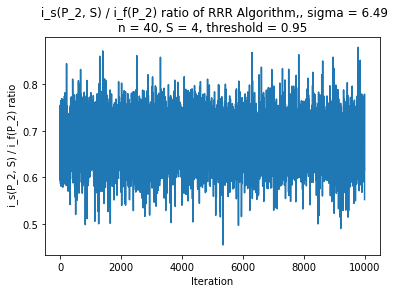 i_s(P_2, S) / i_f(P_2) ratio of RRR Algorithm,, sigma = 6.49
n = 40, S = 4, threshold = 0.95
i_s(P_2, S) / i_f(P_2) ratio
0.8
0.7
0.6
0.5
0 2000 4000 6000 8000 10000
Iteration